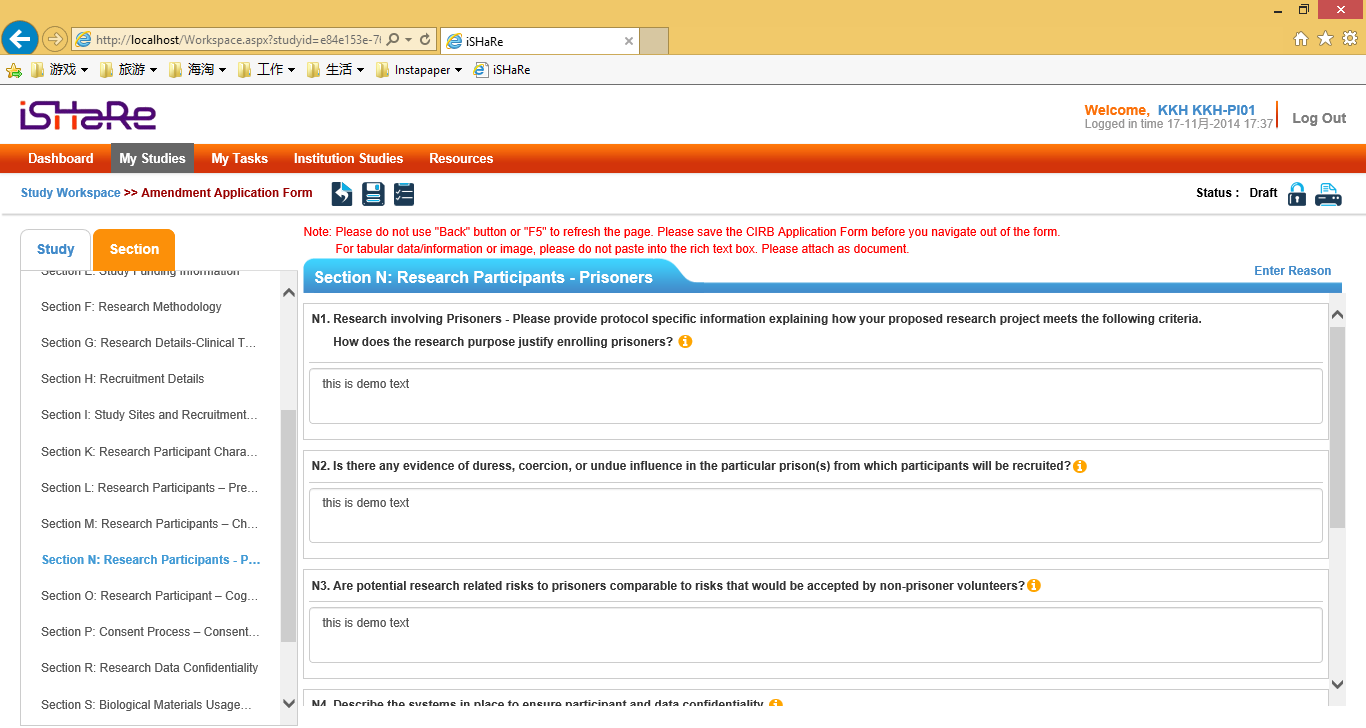 http://localhost/Workspace.aspx?studyid=e84e153e-7
iSHaRe
游戏 旅游 海淘 工作 生活 Instapaper iSHaRe
iSHaRe
Welcome, KKH KKH-PI01
Logged in time 17-11月-2014 17:37
Log Out
Dashboard My Studies My Tasks Institution Studies Resources
Study Workspace >> Amendment Application Form
Status : Draft
Study Section
Note: Please do not use "Back" button or "F5" to refresh the page. Please save the CIRB Application Form before you navigate out of the form.
For tabular data/information or image, please do not paste into the rich text box. Please attach as document.
Section N: Research Participants - Prisoners
Enter Reason
Section E: Study Funding Information
Section F: Research Methodology
Section G: Research Details-Clinical T...
Section H: Recruitment Details
Section I: Study Sites and Recruitment...
Section K: Research Participant Chara...
Section L: Research Participants – Pre...
Section M: Research Participants – Ch...
Section N: Research Participants - P...
Section O: Research Participant – Cog...
Section P: Consent Process – Consent...
Section R: Research Data Confidentiality
Section S: Biological Materials Usage...
N1. Research involving Prisoners - Please provide protocol specific information explaining how your proposed research project meets the following criteria.
How does the research purpose justify enrolling prisoners?
this is demo text
N2. Is there any evidence of duress, coercion, or undue influence in the particular prison(s) from which participants will be recruited?
this is demo text
N3. Are potential research related risks to prisoners comparable to risks that would be accepted by non-prisoner volunteers?
this is demo text
N4. Describe the systems in place to ensure participant and data confidentiality.